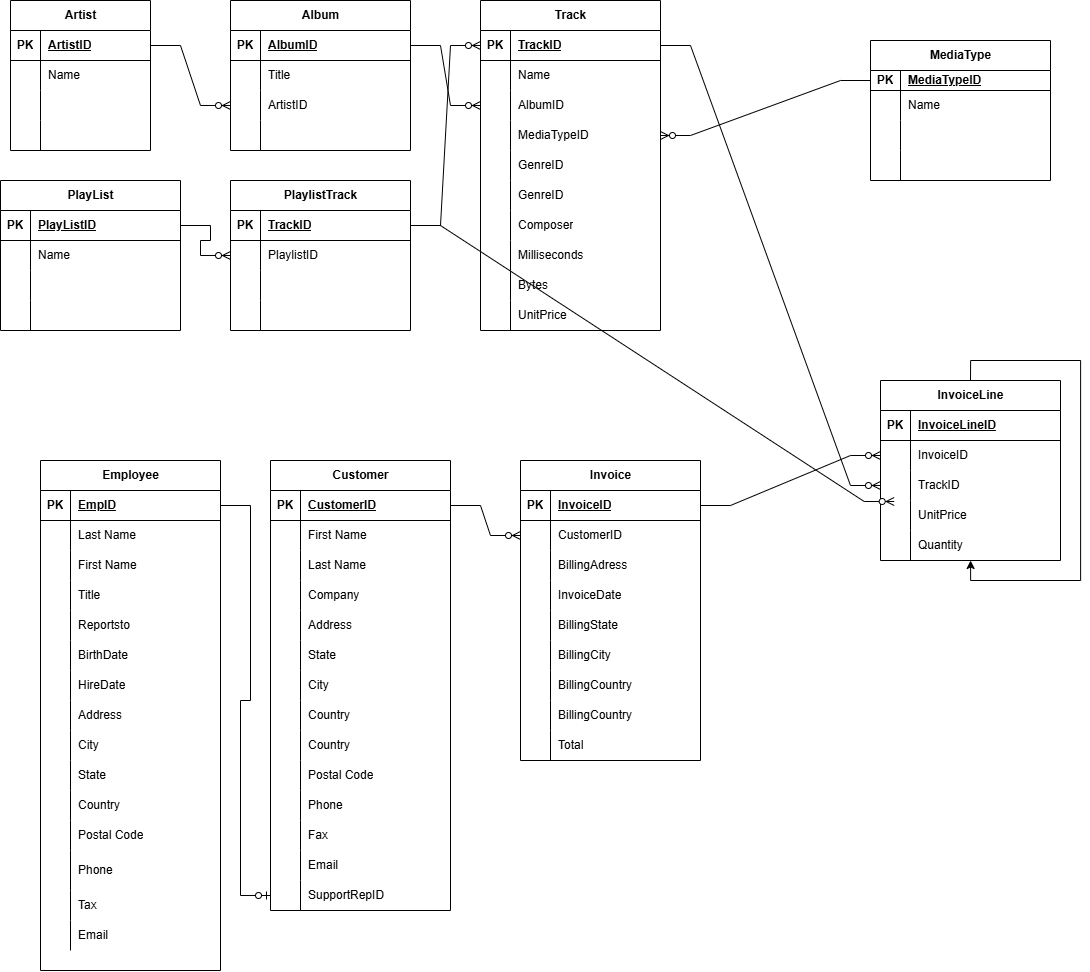 Artist
PK ArtistID
Name
Album
PK AlbumID
Title
ArtistID
Track
PK TrackID
Name
AlbumID
MediaTypeID
GenreID
GenreID
Composer
Milliseconds
Bytes
UnitPrice
MediaType
PK MediaTypeID
Name
PlayList
PK PlayListID
Name
PlaylistTrack
PK TrackID
PlaylistID
InvoiceLine
PK InvoiceLineID
InvoiceID
TrackID
UnitPrice
Quantity
Employee
PK EmpID
Last Name
First Name
Title
Reportsto
BirthDate
HireDate
Address
City
State
Country
Postal Code
Phone
Tax
Email
Customer
PK CustomerID
First Name
Last Name
Company
Address
State
City
Country
Country
Postal Code
Phone
Fax
Email
SupportRepID
Invoice
PK InvoiceID
CustomerID
BillingAdress
InvoiceDate
BillingState
BillingCity
BillingCountry
BillingCountry
Total